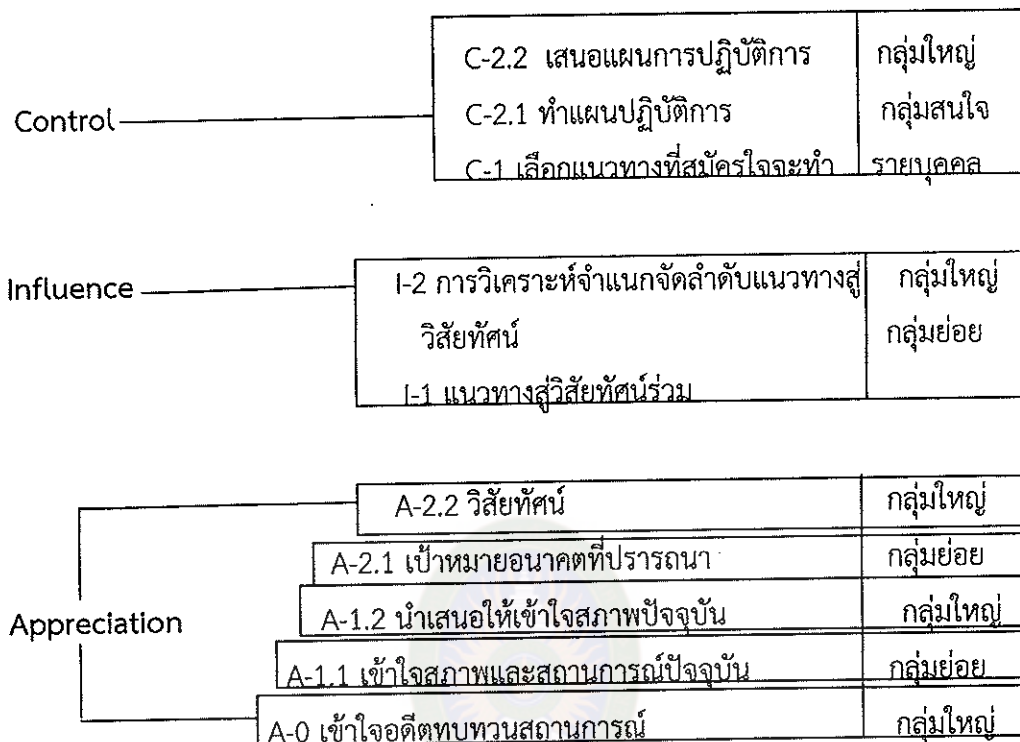 C-2.2 เสนอแผนการปฏิบัติการ กลุ่มใหญ่
Control
C-2.1 ทำแผนปฏิบัติการ กลุ่มสนใจ
C-1 เลือกแนวทางที่สมัครใจจะทำ รายบุคคล
Influence
I-2 การวิเคราะห์จำแนกจัดลำดับแนวทางสู่ กลุ่มใหญ่
วิสัยทัศน์ กลุ่มย่อย
I-1 แนวทางสู่วิสัยทัศน์ร่วม
A-2.2 วิสัยทัศน์ กลุ่มใหญ่
A-2.1 เป้าหมายอนาคตที่ปรารถนา กลุ่มย่อย
Appreciation
A-1.2 นำเสนอให้เข้าใจสภาพปัจจุบัน กลุ่มใหญ่
A-1.1 เข้าใจสภาพและสถานการณ์ปัจจุบัน กลุ่มย่อย
A-0 เข้าใจอดีตทบทวนสถานการณ์ กลุ่มใหญ่